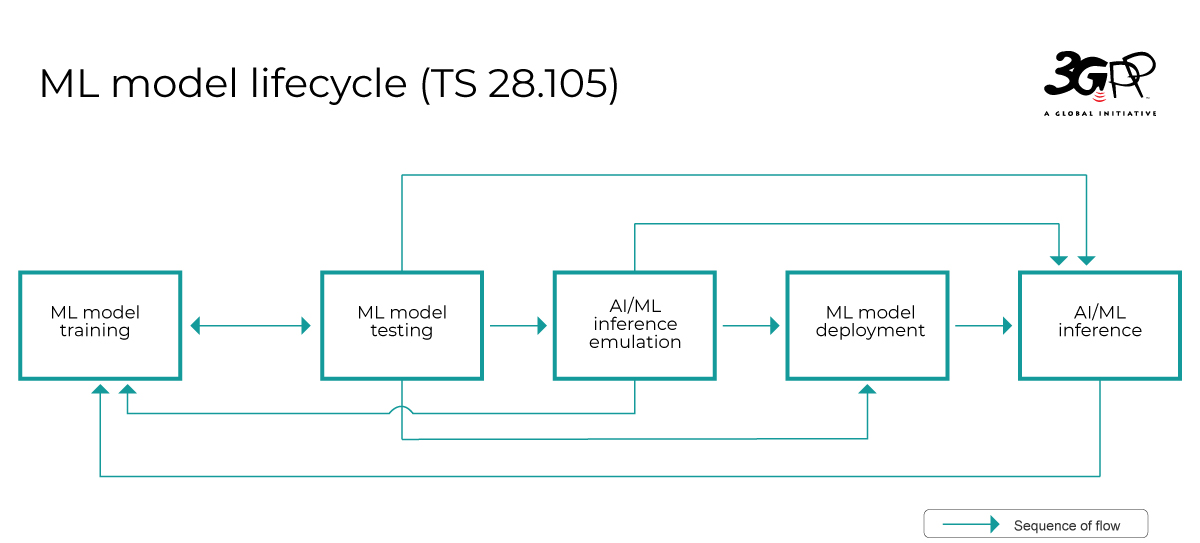 ML model lifecycle (TS 28.105)
3GPP
A GLOBAL INITIATIVE
ML model
training
ML model
testing
AI/ML
inference
emulation
ML model
deployment
AI/ML
inference
Sequence of flow